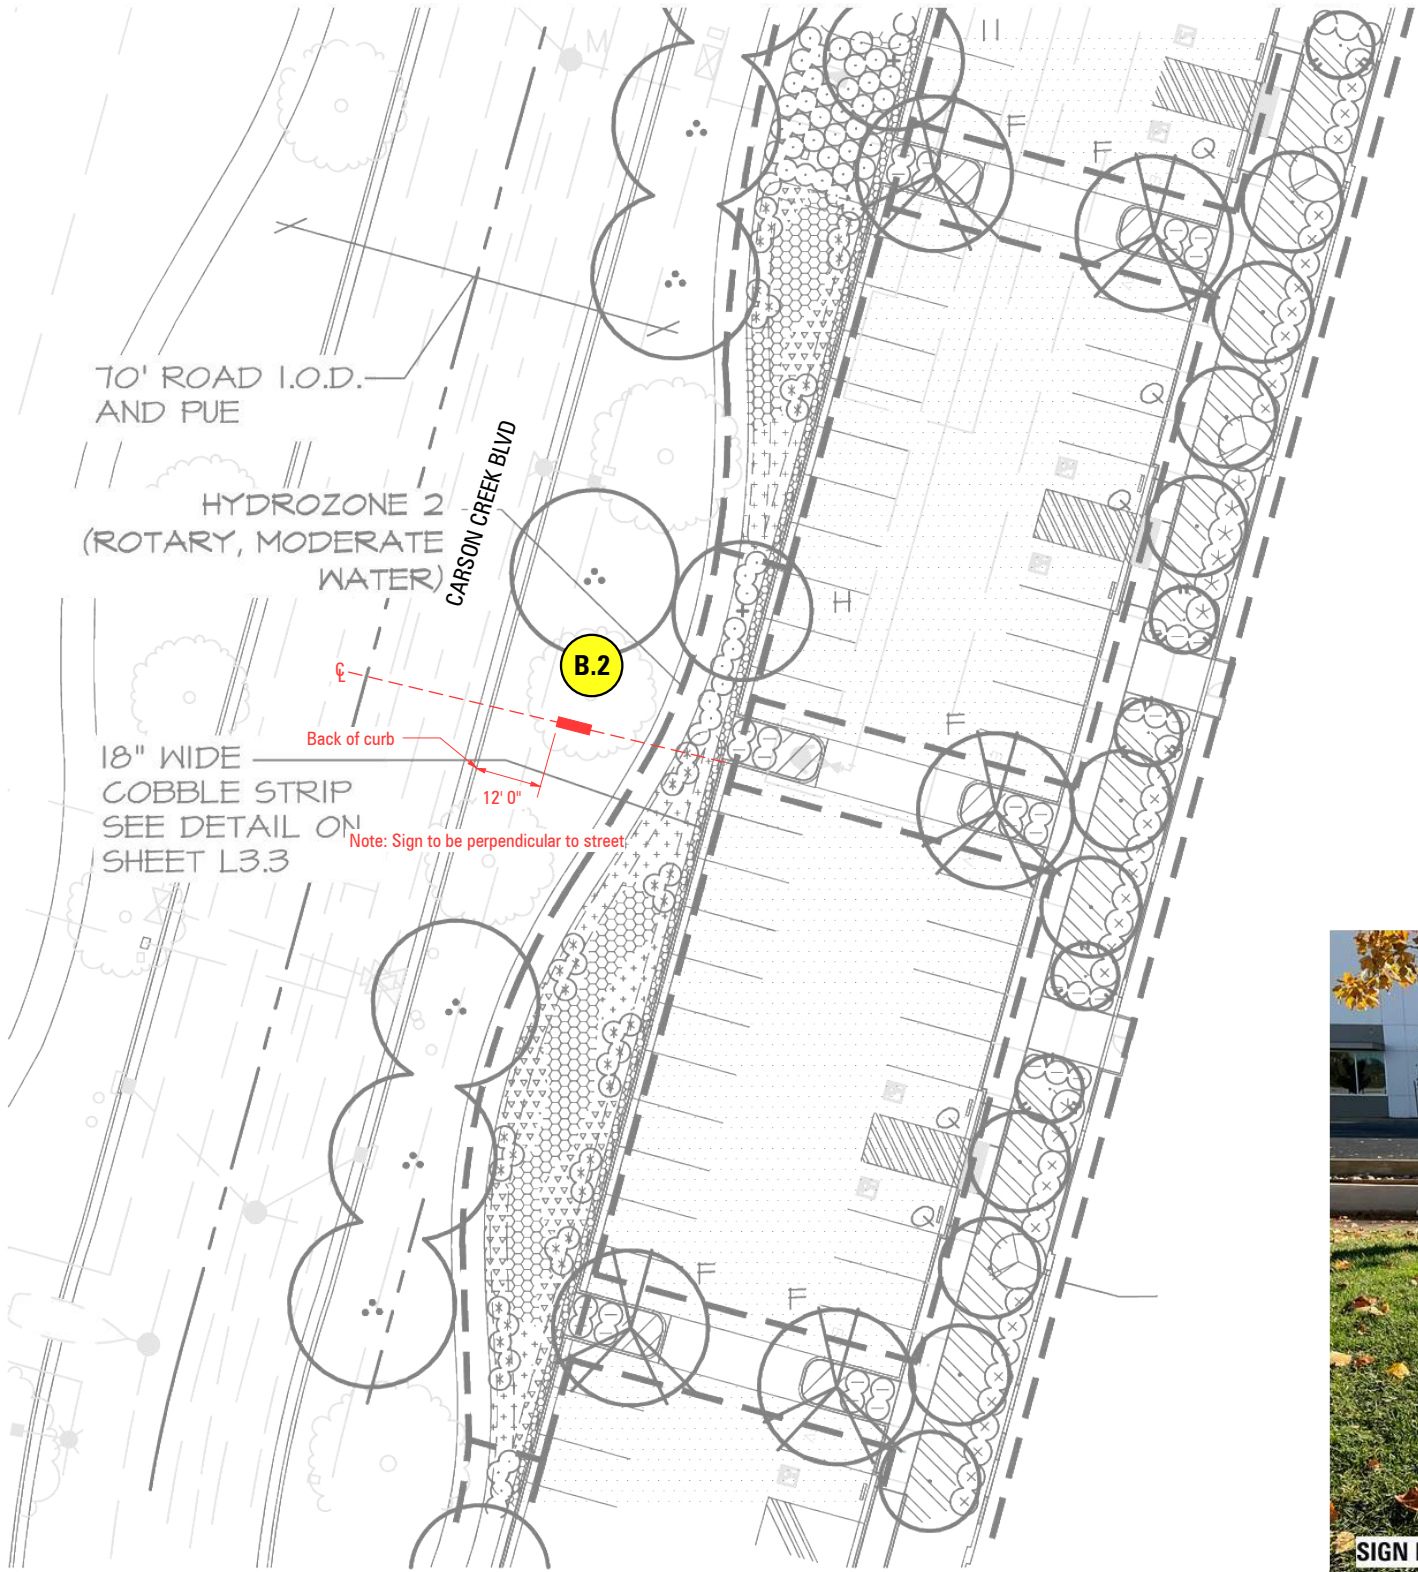 M
11
F
F
Q
70' ROAD I.O.D.
AND PUE
Q
CARSON CREEK BLVD
HYDROZONE 2
(ROTARY, MODERATE
WATER)
Q
H
B.2
℄
F
Back of curb
18" WIDE
COBBLE STRIP
SEE DETAIL ON
SHEET L3.3
12' 0"
Note: Sign to be perpendicular to street
Q
Q
F
F
SIGN